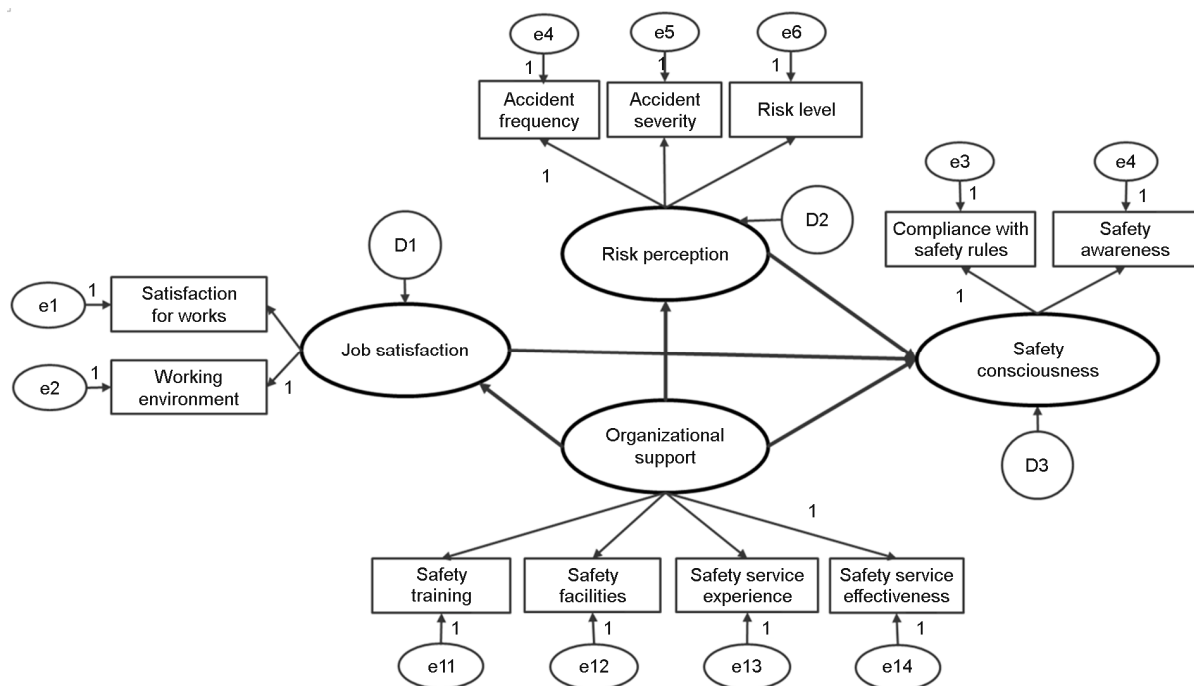 e4
e5
e6
1
1
1
Accident
frequency
Accident
severity
Risk level
1
e3
e4
1
1
Compliance with
safety rules
Safety
awareness
1
D2
Risk perception
D1
e1
1
Satisfaction
for works
Job satisfaction
Safety
consciousness
e2
1
Working
environment
1
Organizational
support
D3
1
Safety
training
Safety
facilities
Safety service
experience
Safety service
effectiveness
1
1
1
1
e11
e12
e13
e14